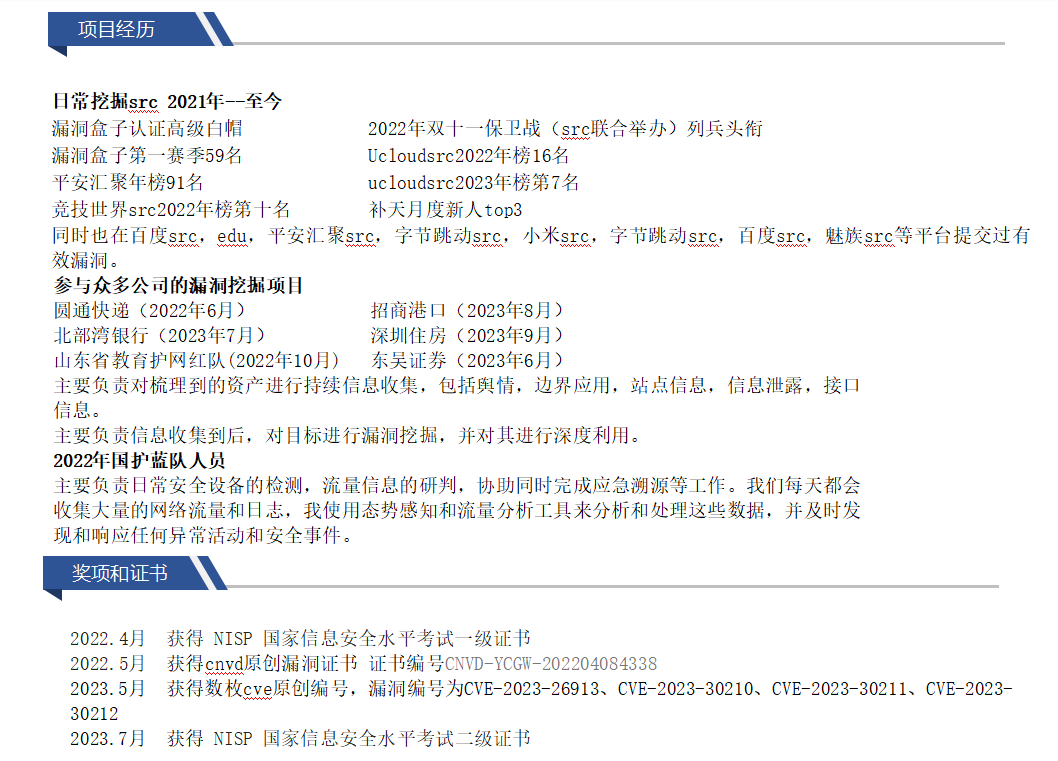 项目经历
日常挖掘src 2021年--至今
漏洞盒子认证高级白帽 2022年双十一保卫战（src联合举办）列兵头衔
漏洞盒子第一赛季59名 Ucloudsrc2022年榜16名
平安汇聚年榜91名 ucloudsrc2023年榜第7名
竞技世界src2022年榜第十名 补天月度新人top3
同时也在百度src，edu，平安汇聚src，字节跳动src，小米src，字节跳动src，百度src，魅族src等平台提交过有
效漏洞。
参与众多公司的漏洞挖掘项目
圆通快递（2022年6月） 招商港口（2023年8月）
北部湾银行（2023年7月） 深圳住房（2023年9月）
山东省教育护网红队(2022年10月) 东吴证券（2023年6月）
主要负责对梳理到的资产进行持续信息收集，包括舆情，边界应用，站点信息，信息泄露，接口
信息。
主要负责信息收集到后，对目标进行漏洞挖掘，并对其进行深度利用。
2022年国护蓝队人员
主要负责日常安全设备的检测，流量信息的研判，协助同时完成应急溯源等工作。我们每天都会
收集大量的网络流量和日志，我使用态势感知和流量分析工具来分析和处理这些数据，并及时发
现和响应任何异常活动和安全事件。
奖项和证书
2022.4月 获得 NISP 国家信息安全水平考试一级证书
2022.5月 获得cnvd原创漏洞证书 证书编号CNVD-YCGW-202204084338
2023.5月 获得数枚cve原创编号，漏洞编号为CVE-2023-26913、CVE-2023-30210、CVE-2023-30211、CVE-2023-
30212
2023.7月 获得 NISP 国家信息安全水平考试二级证书